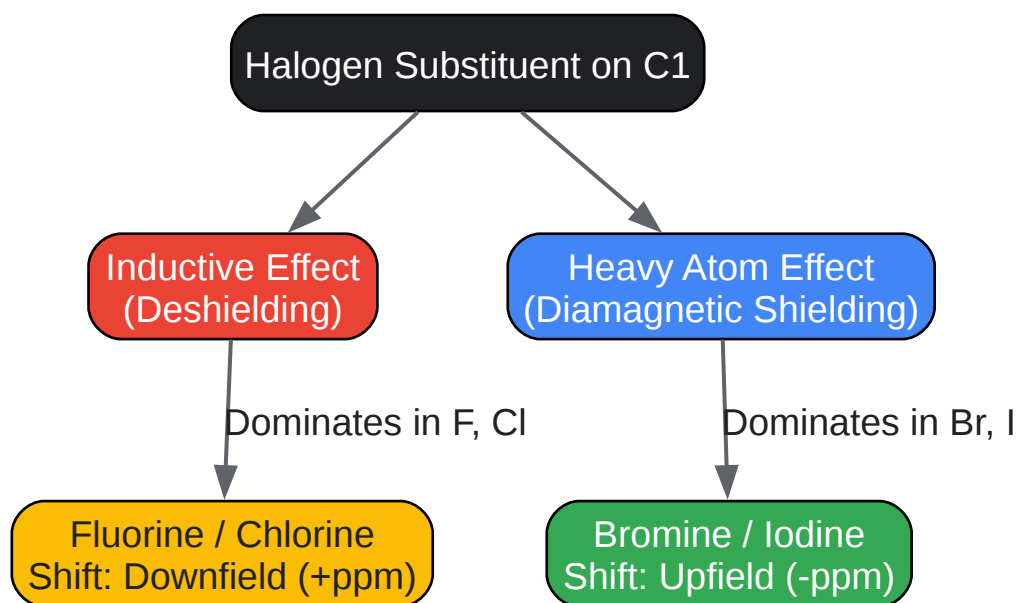 Halogen Substituent on C1
Inductive Effect
(Deshielding)
Heavy Atom Effect
(Diamagnetic Shielding)
Dominates in F, Cl
Dominates in Br, I
Fluorine / Chlorine
Shift: Downfield (+ppm)
Bromine / Iodine
Shift: Upfield (-ppm)